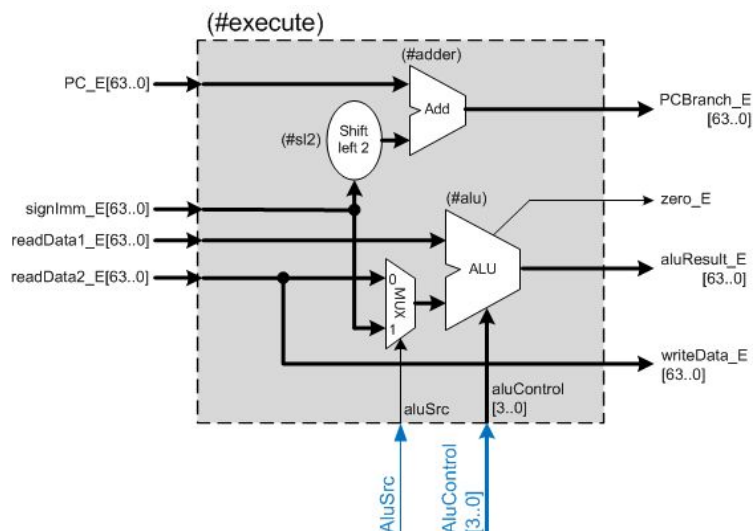 (#execute)
(#adder)
PC_E[63..0]
Add
PCBranch_E
[63..0]
(#sl2)
Shift
left 2
(#alu)
signImm_E[63..0]
zero_E
readData1_E[63..0]
ALU
aluResult_E
[63..0]
readData2_E[63..0]
0
MUX
1
writeData_E
[63..0]
aluControl
[3..0]
aluSrc
AluSrc
AluControl
[3..0]